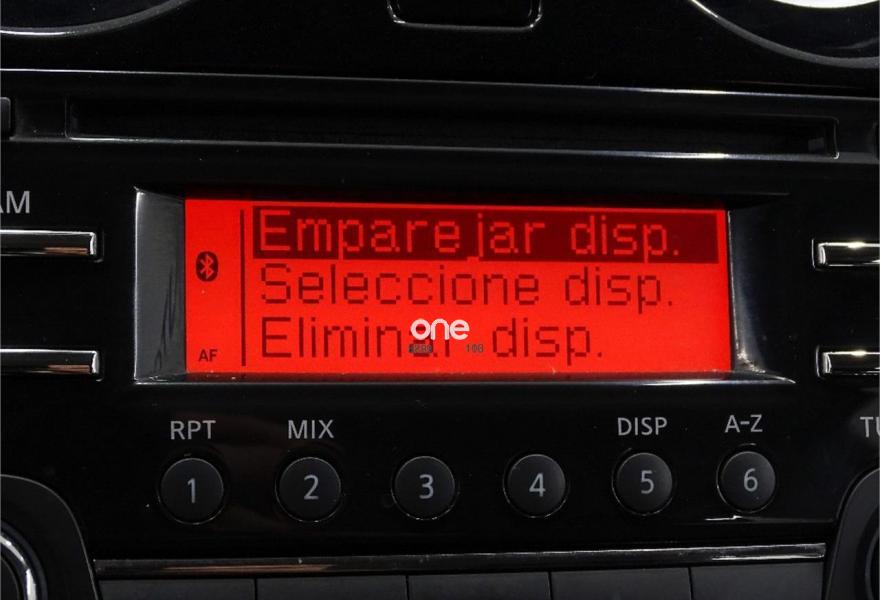 AM
Emparejar disp.
Seleccione disp.
Eliminar disp.
one
AF
RPT MIX DISP A-Z
1 2 3 4 5 6